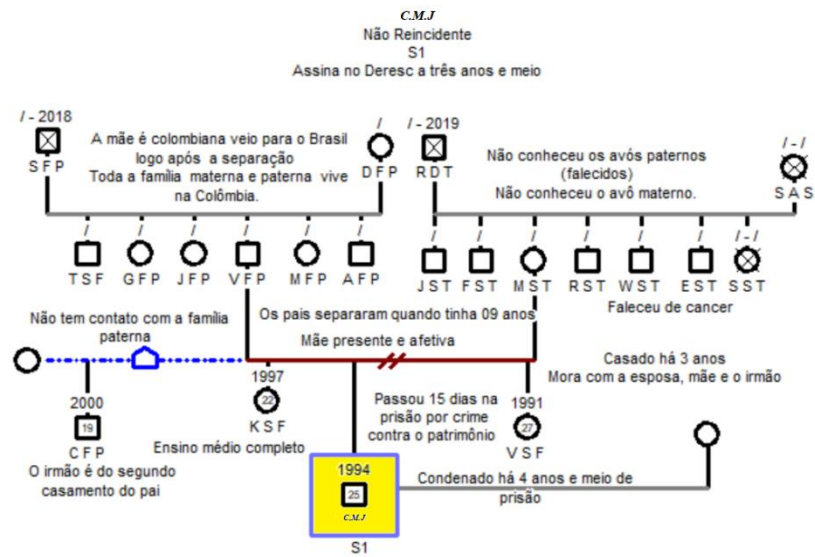 C.M.J
Não Reincidente
S1
Assina no Deresc a três anos e meio
/ - 2018
S F P
A mãe é colombiana veio para o Brasil
logo após a separação
Toda a família materna e paterna vive
na Colômbia.
/
D F P
/ - 2019
R D T
Não conheceu os avós paternos
(falecidos)
Não conheceu o avô materno.
/ - /
S A S
/ / / / / /
T S F G F P J F P V F P M F P A F P
/ / / / / / / - /
J S T F S T M S T R S T W S T E S T S S T
Faleceu de cancer
Não tem contato com a família
paterna
Os pais separaram quando tinha 09 anos
Mãe presente e afetiva
Casado há 3 anos
Mora com a esposa, mãe e o irmão
2000
19
C F P
O irmão é do segundo
casamento do pai
1997
22
K S F
Ensino médio completo
Passou 15 dias na
prisão por crime
contra o patrimônio
1991
27
V S F
1994
25
C.M.J
S1
Condenado há 4 anos e meio de
prisão